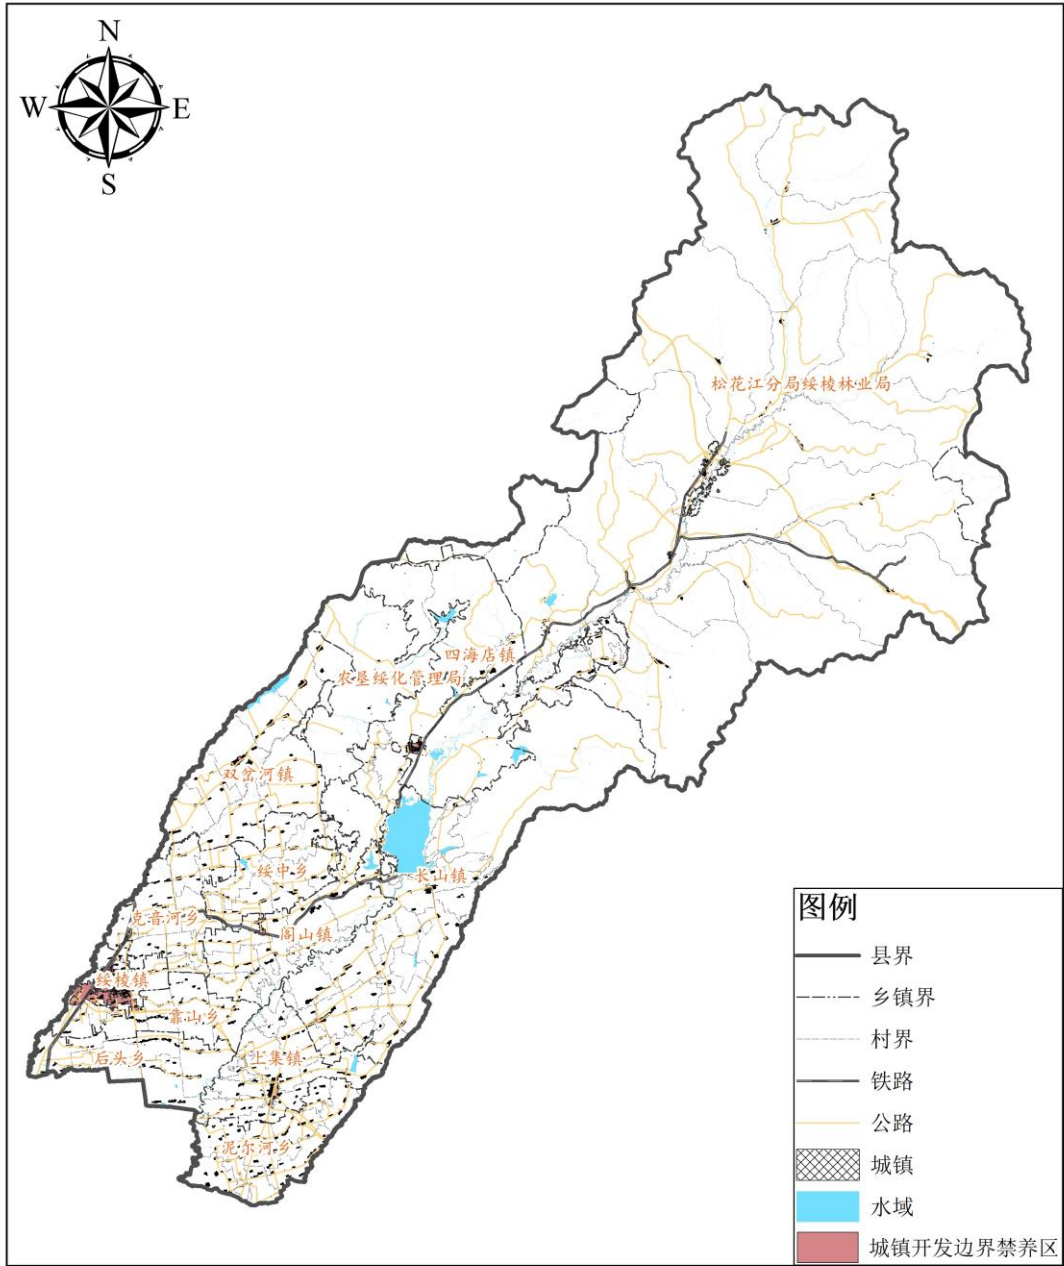 N
W E
S
松花江分局绥棱林业局
四海店镇
农垦绥化管理局
双岔河镇
绥中乡
长山镇
克音河乡
阁山镇
绥棱镇
靠山乡
后头乡
上集镇
泥尔河乡
图例
县界
乡镇界
村界
铁路
公路
城镇
水域
城镇开发边界禁养区